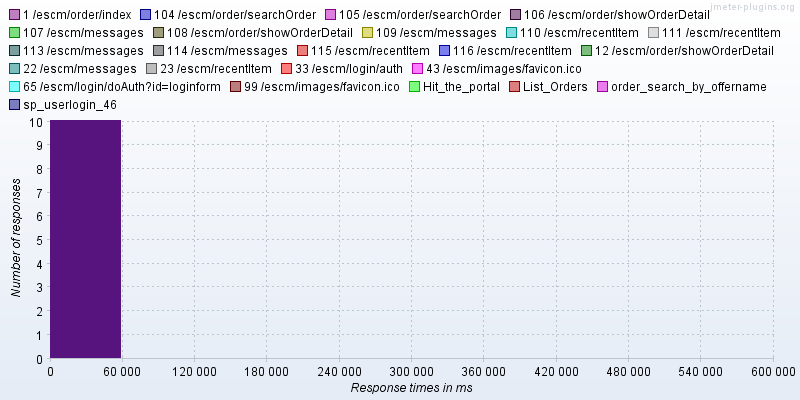 jmeter-plugins.org
1 /escm/order/index 104 /escm/order/searchOrder 105 /escm/order/searchOrder 106 /escm/order/showOrderDetail
107 /escm/messages 108 /escm/order/showOrderDetail 109 /escm/messages 110 /escm/recentItem 111 /escm/recentItem
113 /escm/messages 114 /escm/messages 115 /escm/recentItem 116 /escm/recentItem 12 /escm/order/showOrderDetail
22 /escm/messages 23 /escm/recentItem 33 /escm/login/auth 43 /escm/images/favicon.ico
65 /escm/login/doAuth?id=loginform 99 /escm/images/favicon.ico Hit_the_portal List_Orders order_search_by_offername
sp_userlogin_46
10
9
8
7
6
5
4
3
2
1
0
Number of responses
0 60 000 120 000 180 000 240 000 300 000 360 000 420 000 480 000 540 000 600 000
Response times in ms